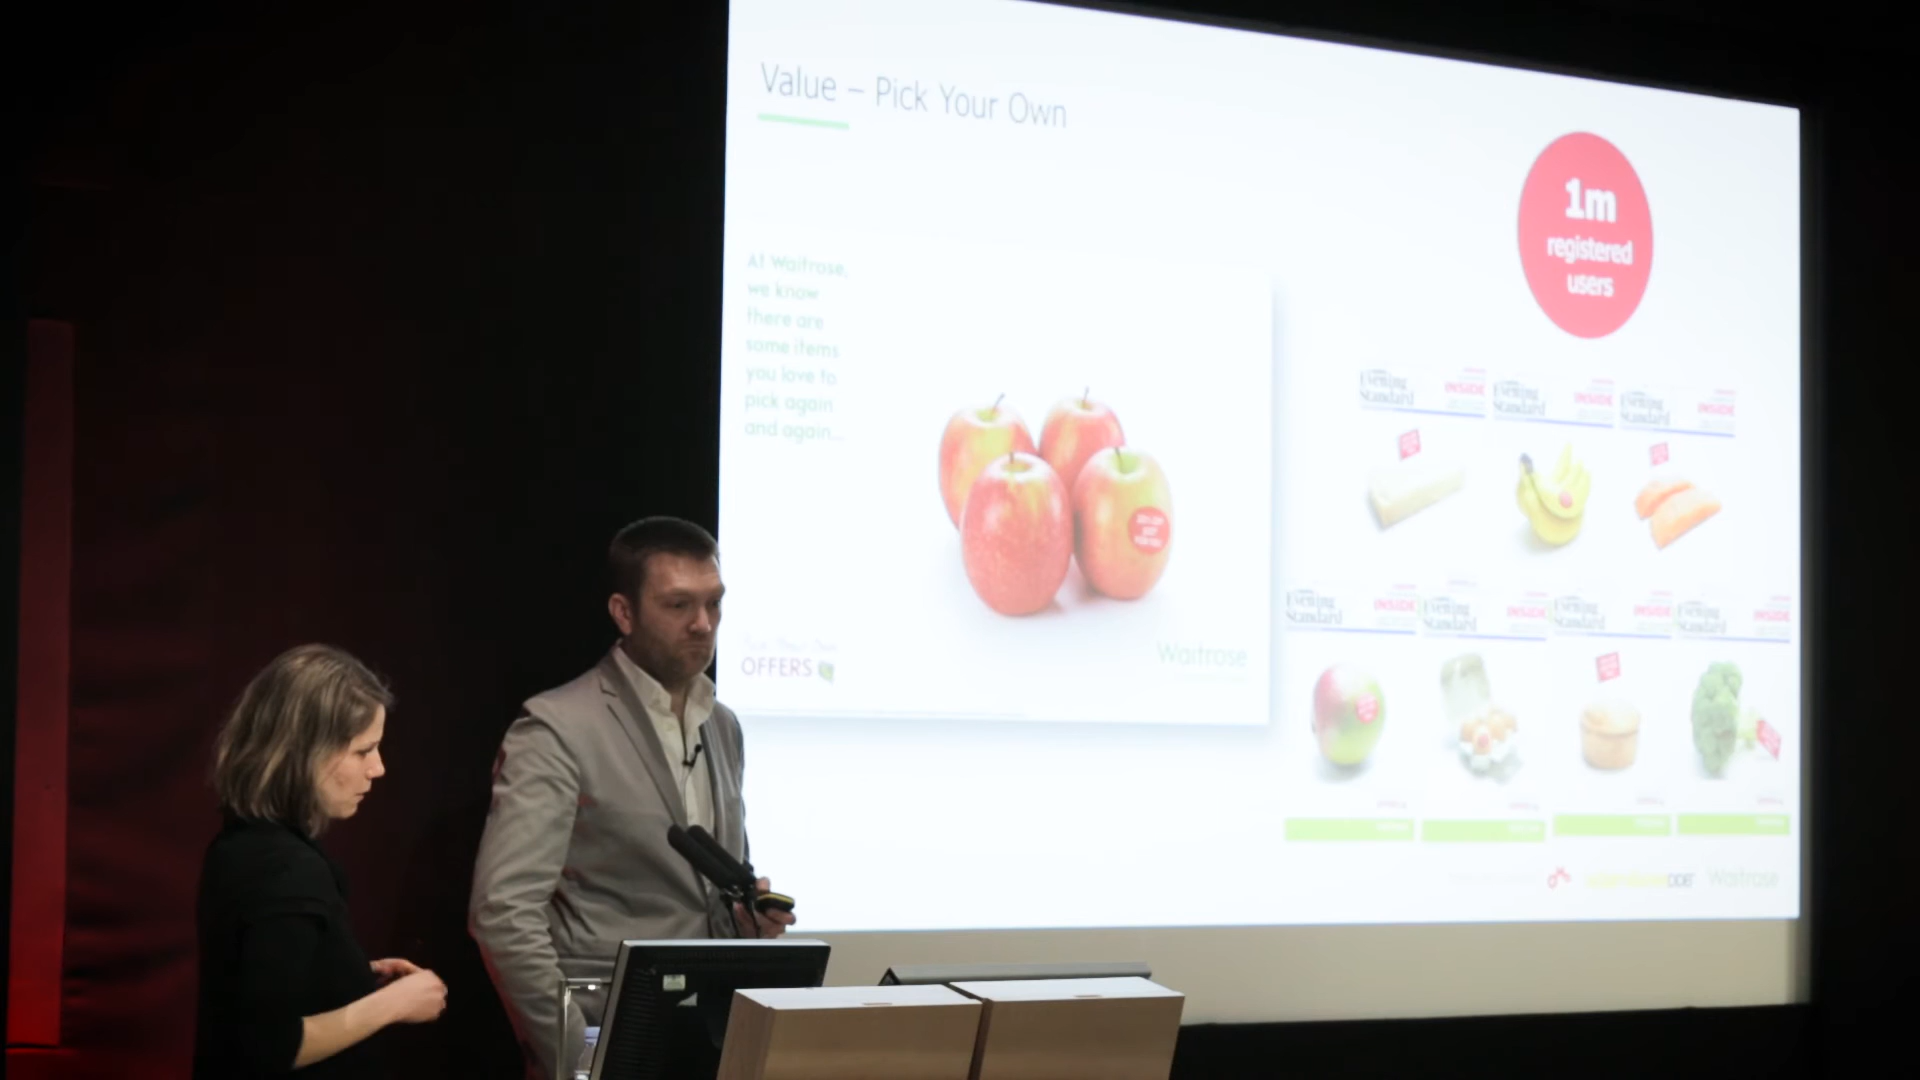 Value – Pick Your Own
1m
registered
users
At Waitrose,
we know
there are
some items
you love to
pick again
and again...
OFFERS
Waitrose
Evening
Standard
INSIDE
Evening
Standard
INSIDE
Evening
Standard
INSIDE
Evening
Standard
INSIDE
Evening
Standard
INSIDE
Evening
Standard
INSIDE
Evening
Standard
INSIDE
Waitrose